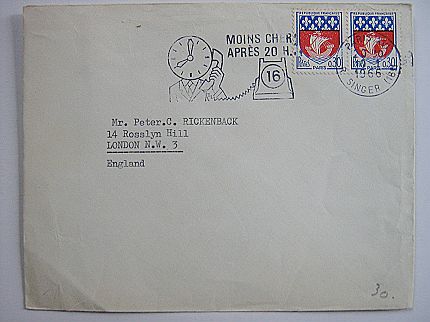 MOINS CHER
APRÈS 20 H.
16
REPUBLIQUE FRANÇAISE
REPUBLIQUE FRANÇAISE
PARIS
0,30
PARIS
0,30
1966
R. SINGER
Mr. Peter.C. RICKENBACK
14 Rosslyn Hill
LONDON N.W. 3
England
30.